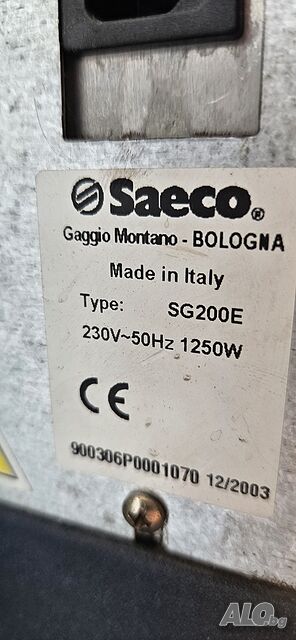 Saeco®
Gaggio Montano - BOLOGNA
Made in Italy
Type: SG200E
230V~50Hz 1250W
CE
900306P0001070 12/2003
ALO.bg